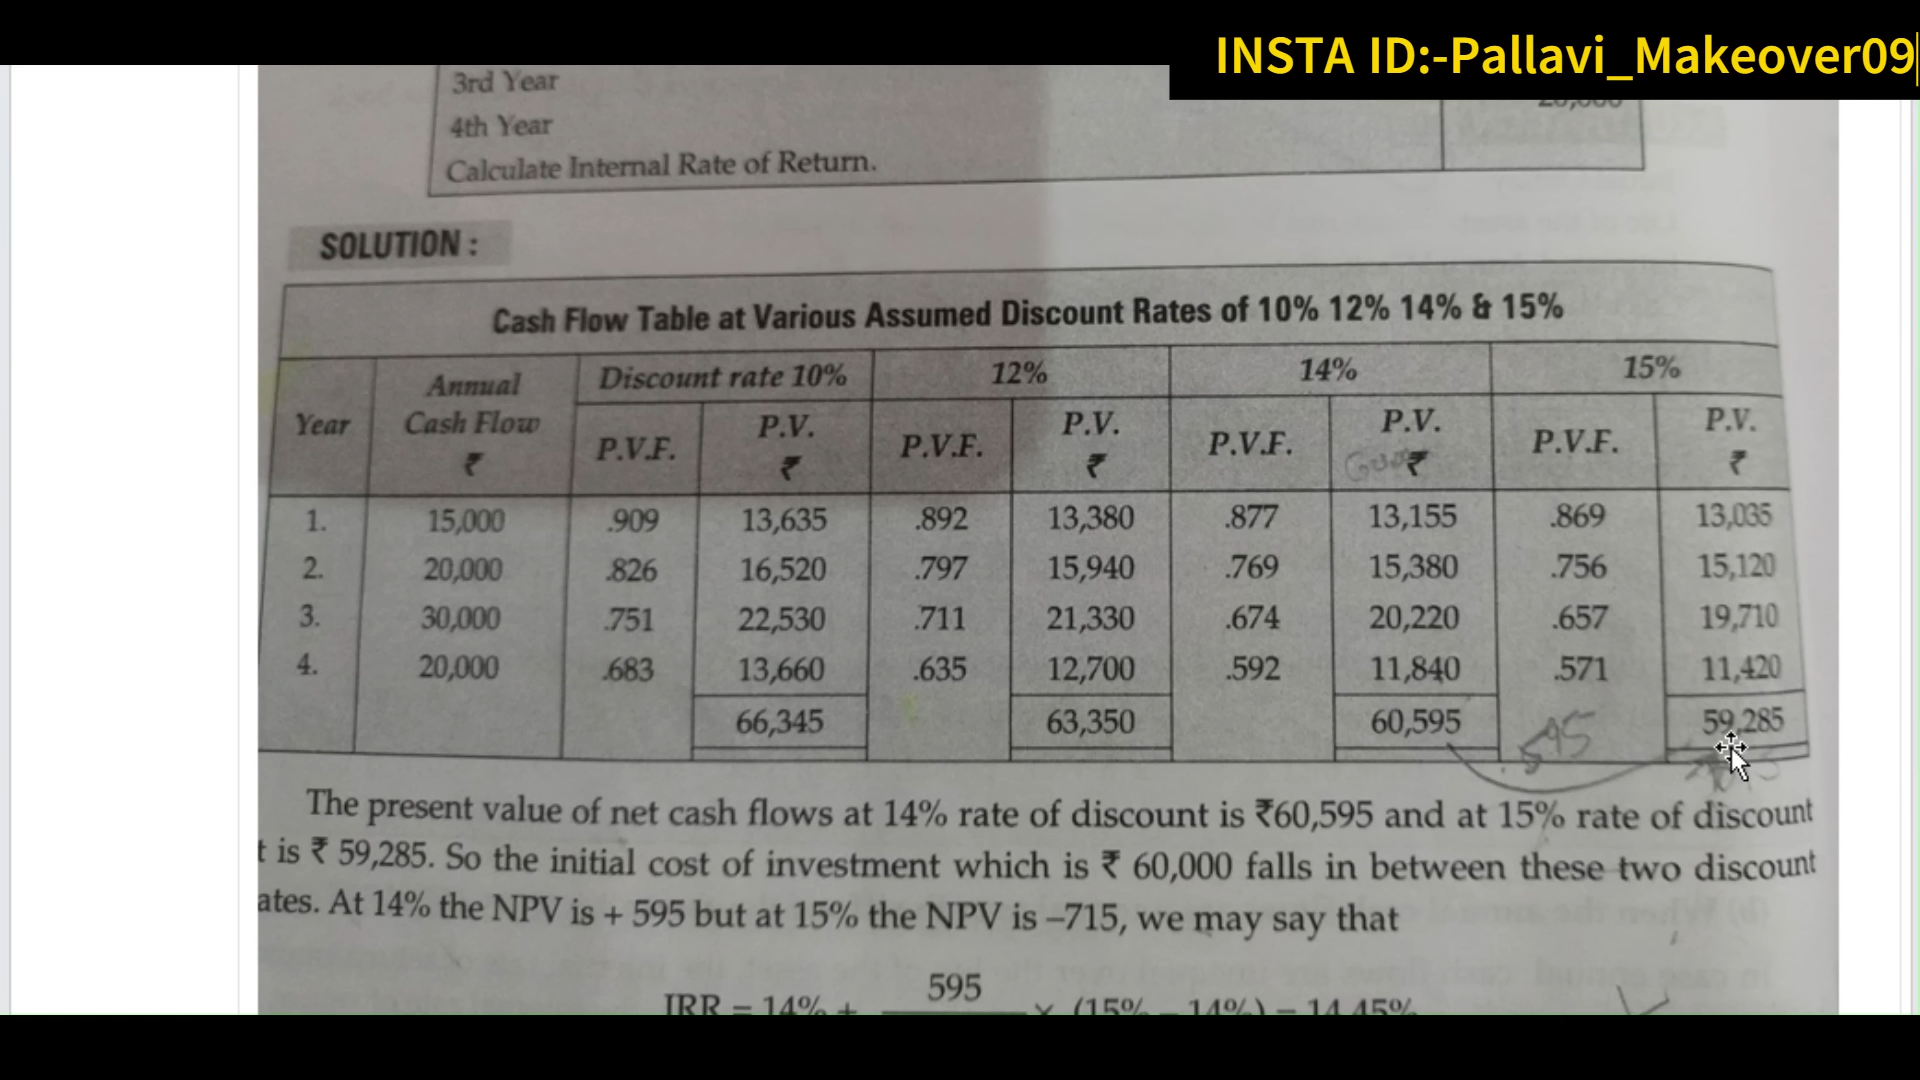 INSTA ID:-Pallavi_Makeover09
3rd Year
4th Year
Calculate Internal Rate of Return.
SOLUTION :
Cash Flow Table at Various Assumed Discount Rates of 10% 12% 14% & 15%
Year Annual Cash Flow ₹ Discount rate 10% 12% 14% 15%
P.V.F. P.V. ₹ P.V.F. P.V. ₹ P.V.F. P.V. ₹ P.V.F. P.V. ₹
1. 15,000 .909 13,635 .892 13,380 .877 13,155 .869 13,035
2. 20,000 .826 16,520 .797 15,940 .769 15,380 .756 15,120
3. 30,000 .751 22,530 .711 21,330 .674 20,220 .657 19,710
4. 20,000 .683 13,660 .635 12,700 .592 11,840 .571 11,420
66,345 63,350 60,595 59,285
595
The present value of net cash flows at 14% rate of discount is ₹60,595 and at 15% rate of discount
t is ₹ 59,285. So the initial cost of investment which is ₹ 60,000 falls in between these two discount
ates. At 14% the NPV is + 595 but at 15% the NPV is –715, we may say that
595
IRR = 14% + × (15% – 14%) = 14.45%